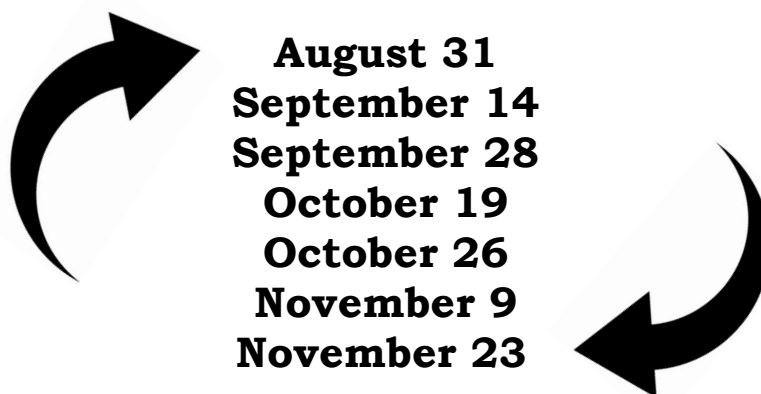 August 31
September 14
September 28
October 19
October 26
November 9
November 23